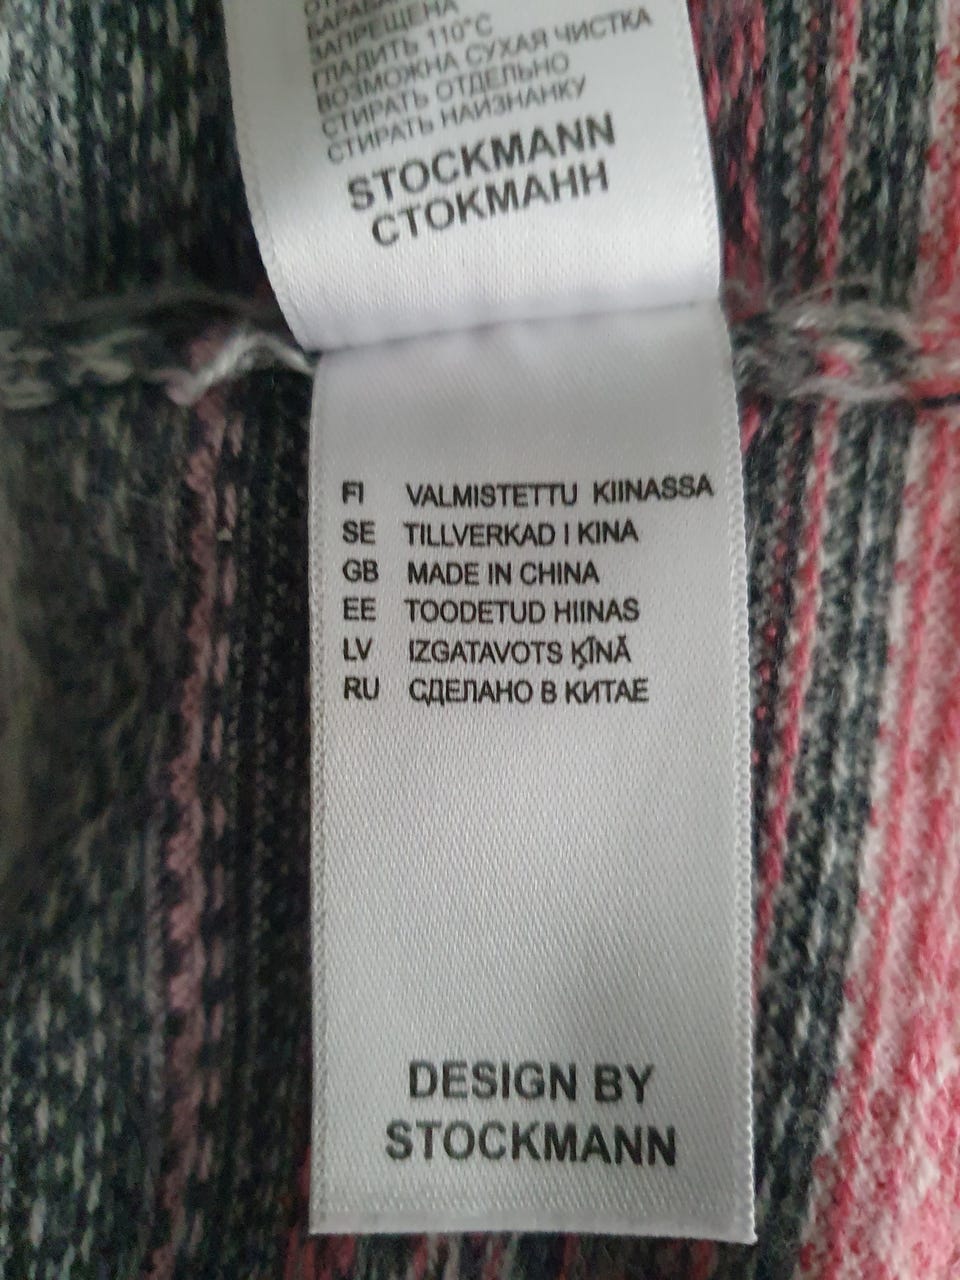 ЗАПРЕЩЕНА
ГЛАДИТЬ 110°C
ВОЗМОЖНА СУХАЯ ЧИСТКА
СТИРАТЬ ОТДЕЛЬНО
СТИРАТЬ НАИЗНАНКУ
STOCKMANN
СТОКМАНН
FI VALMISTETTU KIINASSA
SE TILLVERKAD I KINA
GB MADE IN CHINA
EE TOODETUD HIINAS
LV IZGATAVOTS ĶĪNĀ
RU СДЕЛАНО В КИТАЕ
DESIGN BY
STOCKMANN